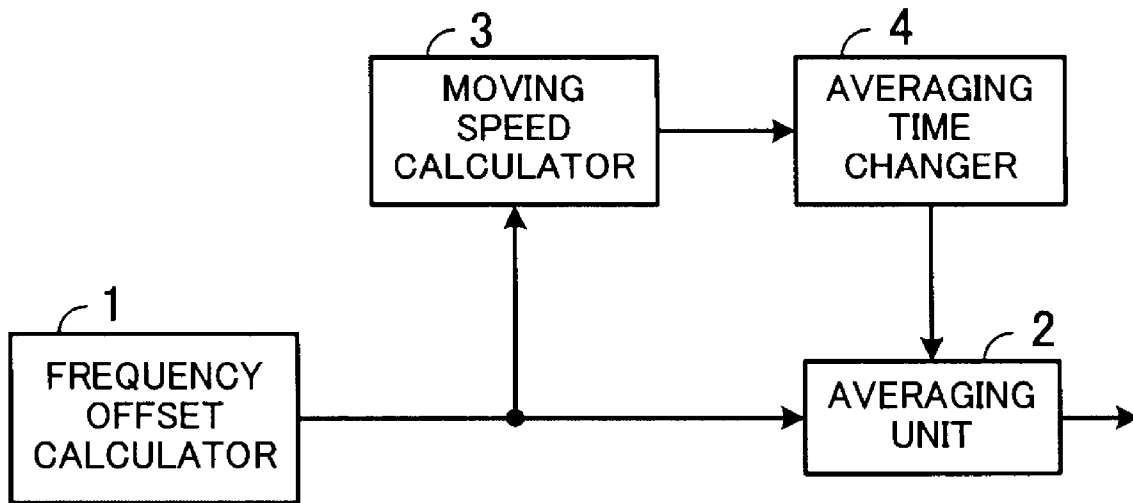 3
MOVING
SPEED
CALCULATOR
4
AVERAGING
TIME
CHANGER
1
FREQUENCY
OFFSET
CALCULATOR
2
AVERAGING
UNIT